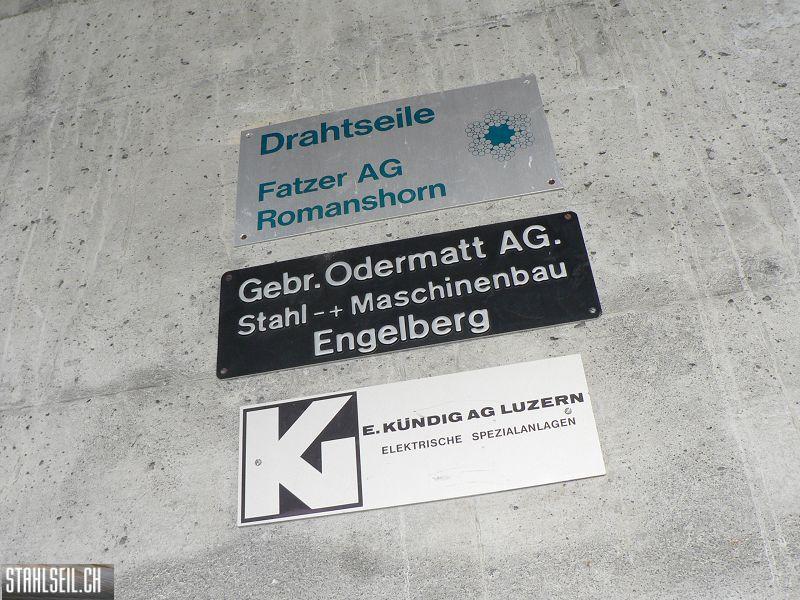 Drahtseile
Fatzer AG
Romanshorn
Gebr. Odermatt AG.
Stahl -+ Maschinenbau
Engelberg
K
E. KÜNDIG AG LUZERN
ELEKTRISCHE SPEZIALANLAGEN
STAHLSEIL.CH